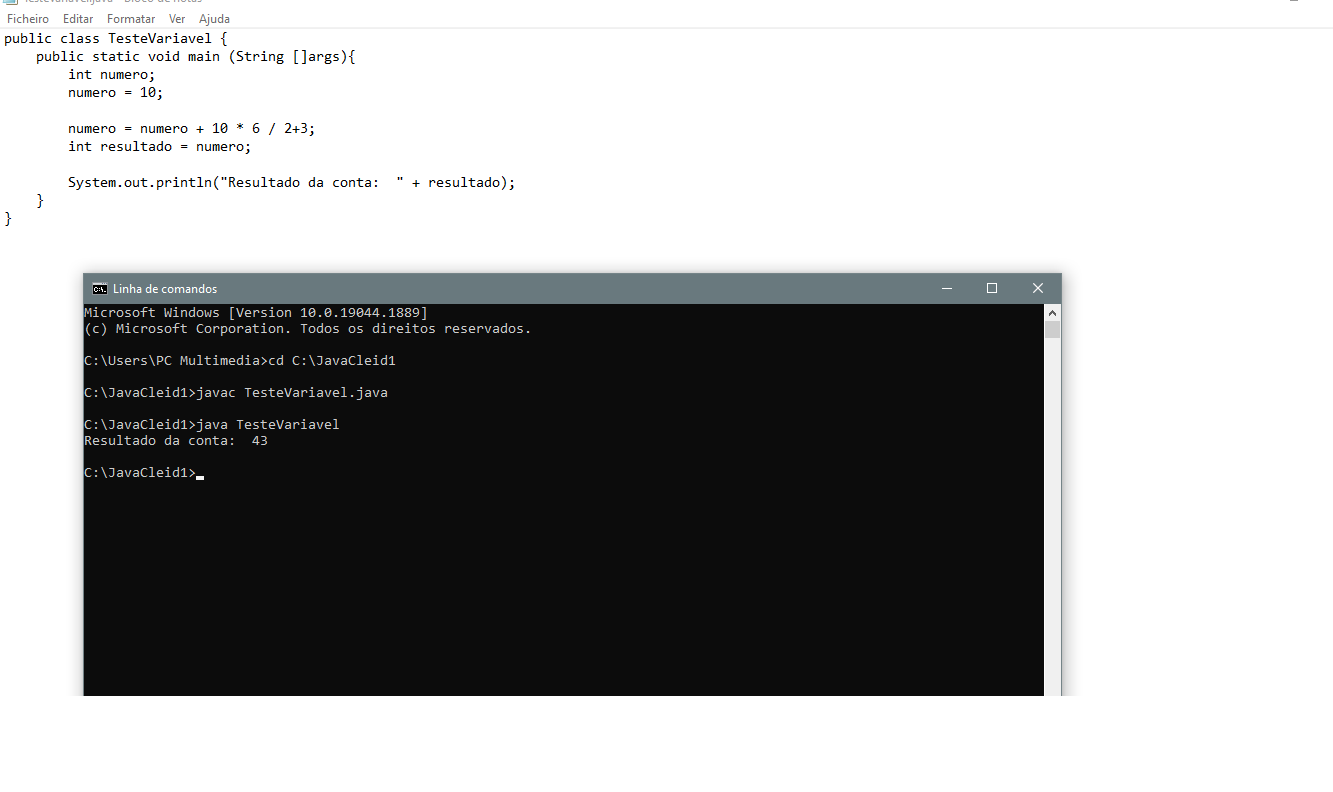 Ficheiro Editar Formatar Ver Ajuda
public class TesteVariavel {
    public static void main (String []args){
        int numero;
        numero = 10;

        numero = numero + 10 * 6 / 2+3;
        int resultado = numero;

        System.out.println("Resultado da conta:  " + resultado);
    }
}
C:\. Linha de comandos
Microsoft Windows [Version 10.0.19044.1889]
(c) Microsoft Corporation. Todos os direitos reservados.

C:\Users\PC Multimedia>cd C:\JavaCleid1

C:\JavaCleid1>javac TesteVariavel.java

C:\JavaCleid1>java TesteVariavel
Resultado da conta:  43

C:\JavaCleid1>